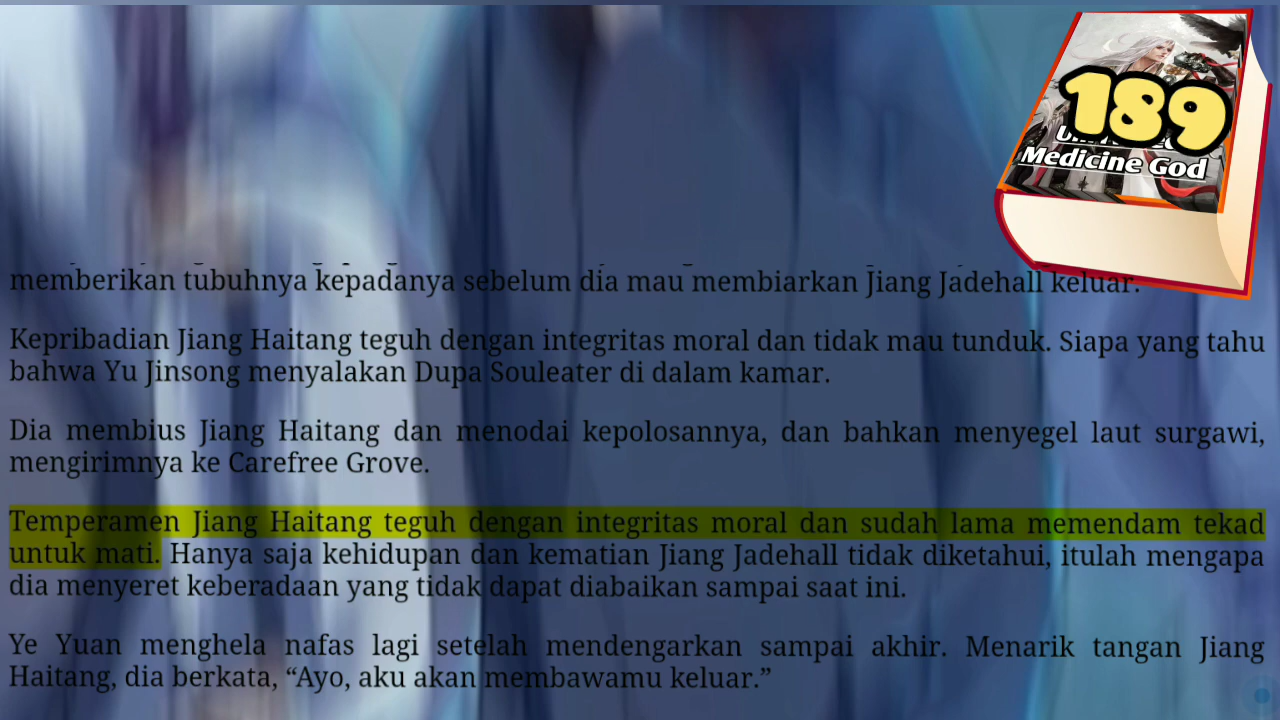 189
Medicine God
memberikan tubuhnya kepadanya sebelum dia mau membiarkan Jiang Jadehall keluar.
Kepribadian Jiang Haitang teguh dengan integritas moral dan tidak mau tunduk. Siapa yang tahu
bahwa Yu Jinsong menyalakan Dupa Souleater di dalam kamar.
Dia membius Jiang Haitang dan menodai kepolosannya, dan bahkan menyegel laut surgawi,
mengirimnya ke Carefree Grove.
Temperamen Jiang Haitang teguh dengan integritas moral dan sudah lama memendam tekad
untuk mati. Hanya saja kehidupan dan kematian Jiang Jadehall tidak diketahui, itulah mengapa
dia menyeret keberadaan yang tidak dapat diabaikan sampai saat ini.
Ye Yuan menghela nafas lagi setelah mendengarkan sampai akhir. Menarik tangan Jiang
Haitang, dia berkata, “Ayo, aku akan membawamu keluar.”